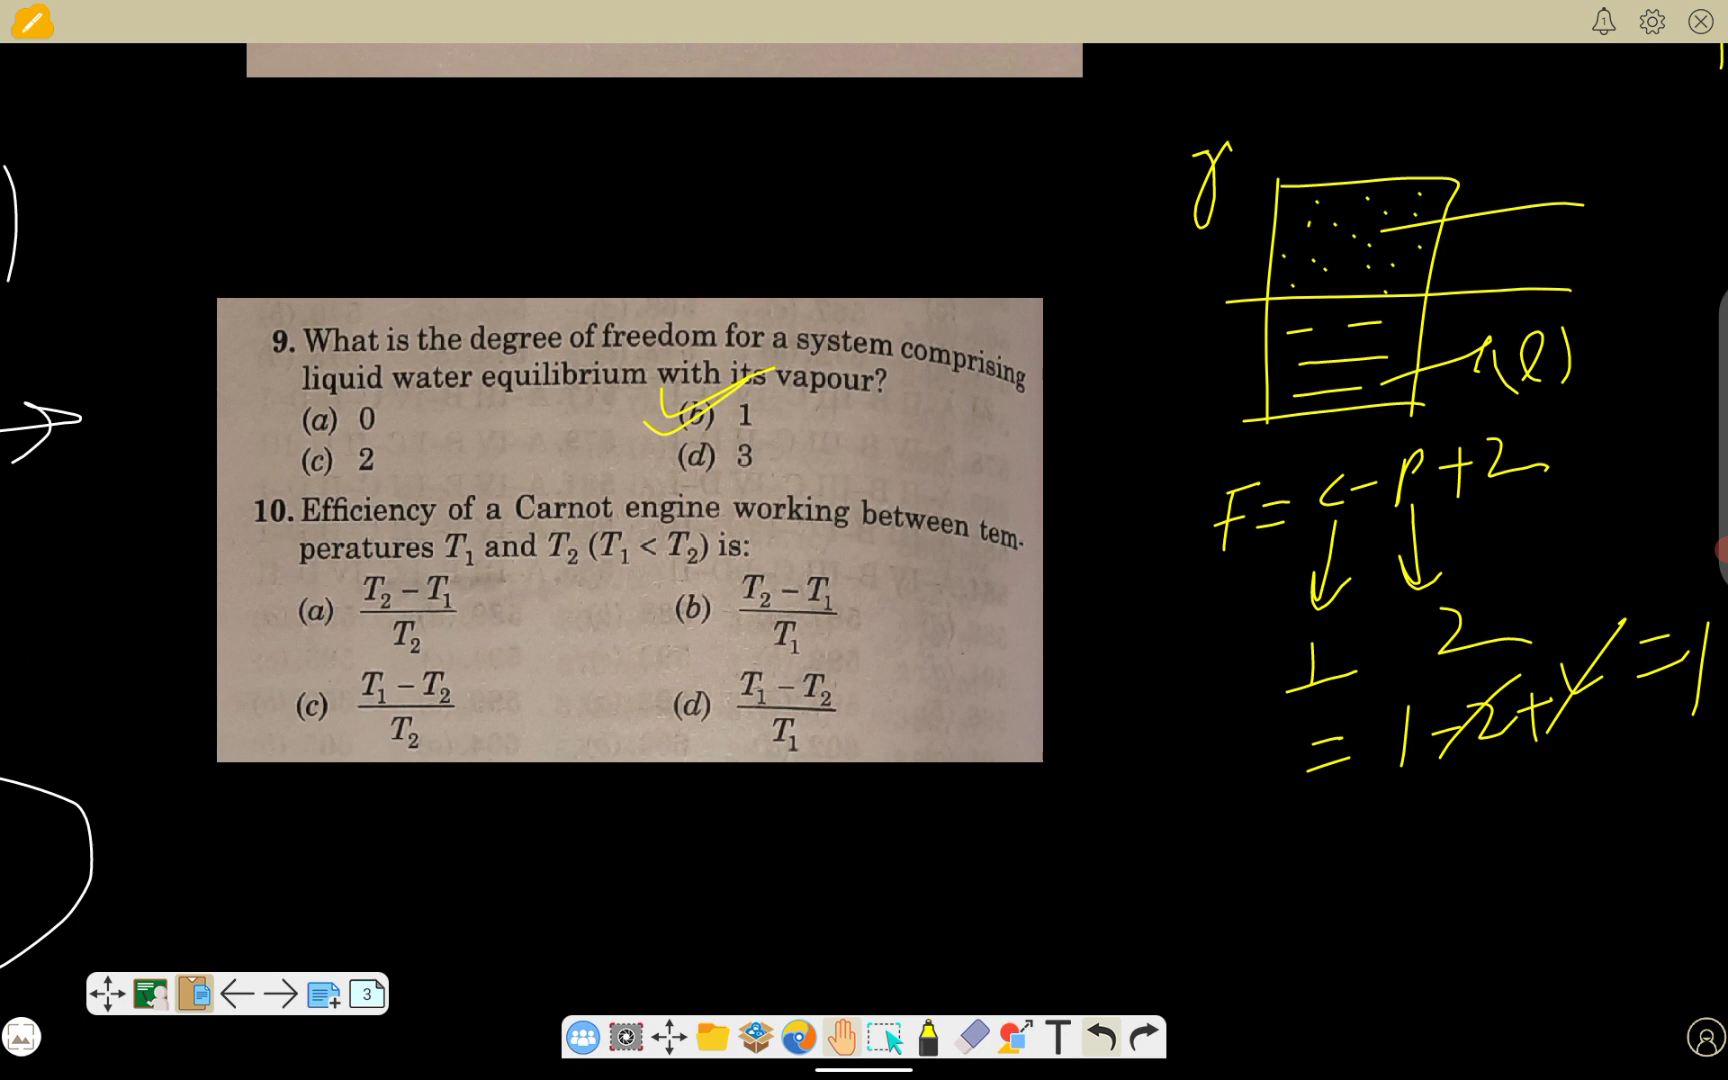 9. What is the degree of freedom for a system comprising
liquid water equilibrium with its vapour?
(a) 0 (b) 1
(c) 2 (d) 3
10. Efficiency of a Carnot engine working between tem-
peratures T₁ and T₂ (T₁ < T₂) is:
(a) (T₂ − T₁)/T₂ (b) (T₂ − T₁)/T₁
(c) (T₁ − T₂)/T₂ (d) (T₁ − T₂)/T₁
(l)
F = C − P + 2
1 2
= 1 − 2 + 2 = 1
3
T
1